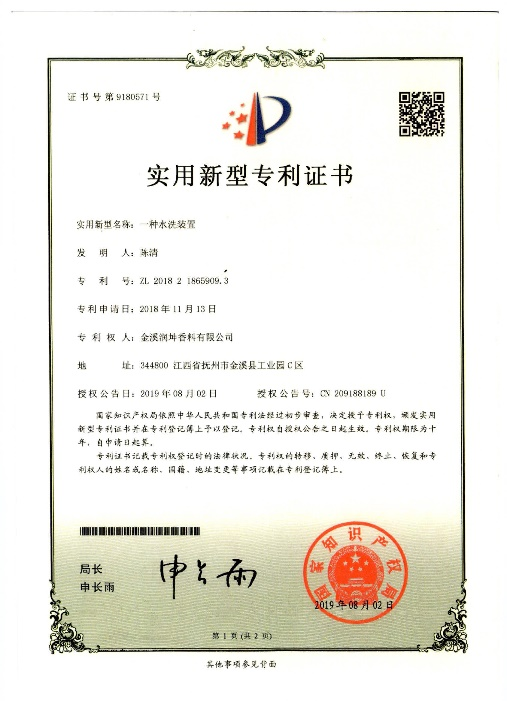 证书号第9180571号
实用新型专利证书
实用新型名称：一种水洗装置
发明人：陈清
专利号：ZL 2018 2 1865909.3
专利申请日：2018年11月13日
专利权人：金溪润坤香料有限公司
地址：344800 江西省抚州市金溪县工业园C区
授权公告日：2019年08月02日 授权公告号：CN 209188189 U
国家知识产权局依照中华人民共和国专利法经过初步审查，决定授予专利权，颁发实用
新型专利证书并在专利登记簿上予以登记。专利权自授权公告之日起生效。专利权期限为十
年，自申请日起算。
专利证书记载专利权登记时的法律状况。专利权的转移、质押、无效、终止、恢复和专
利权人的姓名或名称、国籍、地址变更等事项记载在专利登记簿上。
局长
申长雨
申长雨
国家知识产权局
2019年08月02日
第1页（共2页）
其他事项参见背面